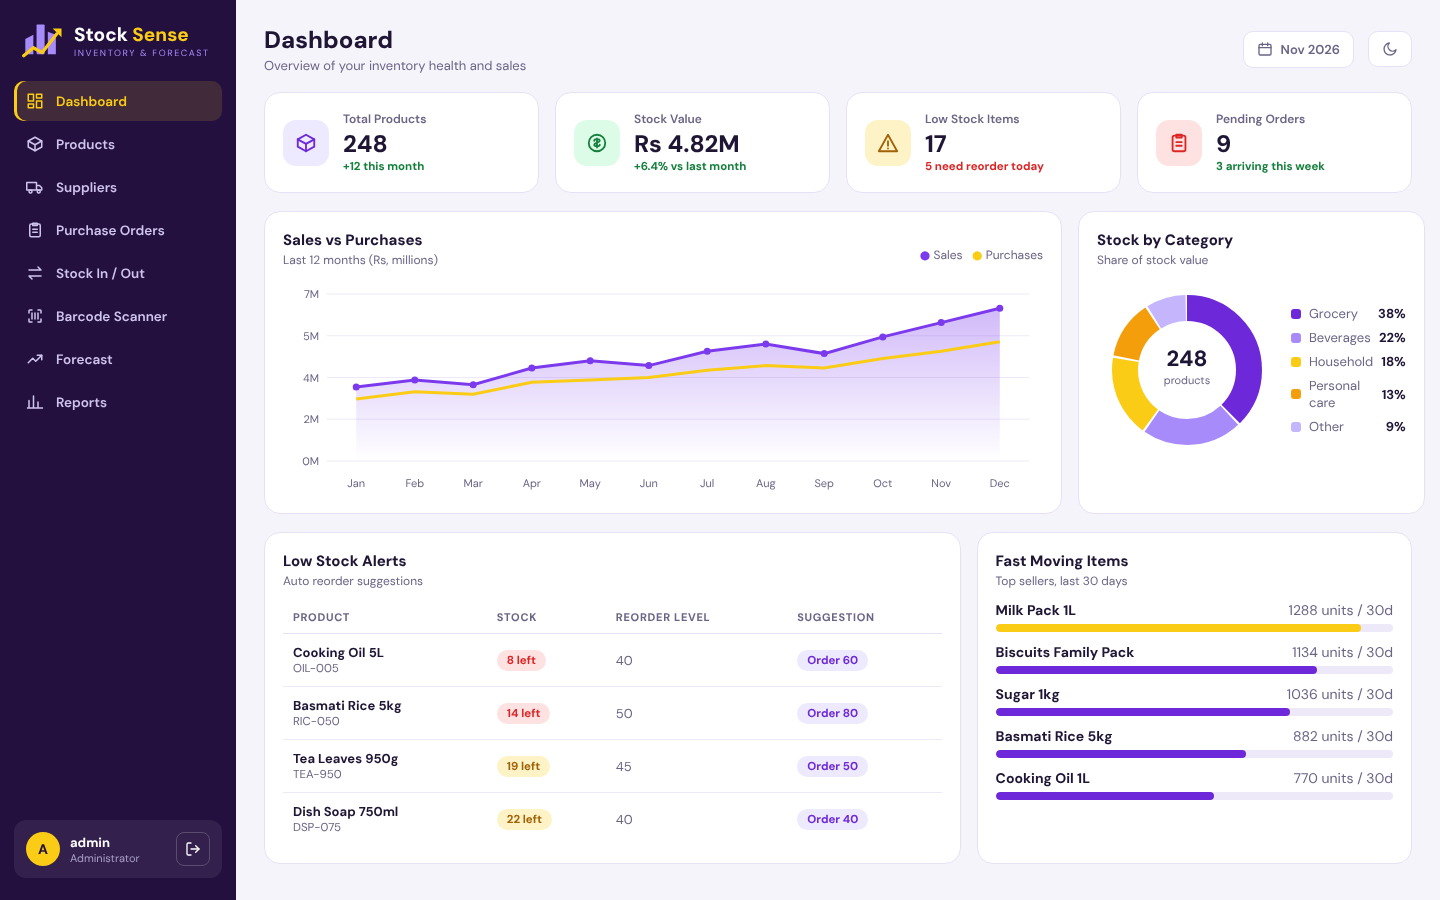 Stock Sense
INVENTORY & FORECAST
Dashboard
Products
Suppliers
Purchase Orders
Stock In / Out
Barcode Scanner
Forecast
Reports
A
admin
Administrator
Dashboard
Overview of your inventory health and sales
Nov 2026
Total Products
248
+12 this month
Stock Value
Rs 4.82M
+6.4% vs last month
Low Stock Items
17
5 need reorder today
Pending Orders
9
3 arriving this week
Sales vs Purchases
Last 12 months (Rs, millions)
Sales Purchases
7M
5M
4M
2M
0M
Jan Feb Mar Apr May Jun Jul Aug Sep Oct Nov Dec
Stock by Category
Share of stock value
248
products
Grocery 38%
Beverages 22%
Household 18%
Personal care 13%
Other 9%
Low Stock Alerts
Auto reorder suggestions
PRODUCT STOCK REORDER LEVEL SUGGESTION
Cooking Oil 5L 8 left 40 Order 60
OIL-005
Basmati Rice 5kg 14 left 50 Order 80
RIC-050
Tea Leaves 950g 19 left 45 Order 50
TEA-950
Dish Soap 750ml 22 left 40 Order 40
DSP-075
Fast Moving Items
Top sellers, last 30 days
Milk Pack 1L 1288 units / 30d
Biscuits Family Pack 1134 units / 30d
Sugar 1kg 1036 units / 30d
Basmati Rice 5kg 882 units / 30d
Cooking Oil 1L 770 units / 30d